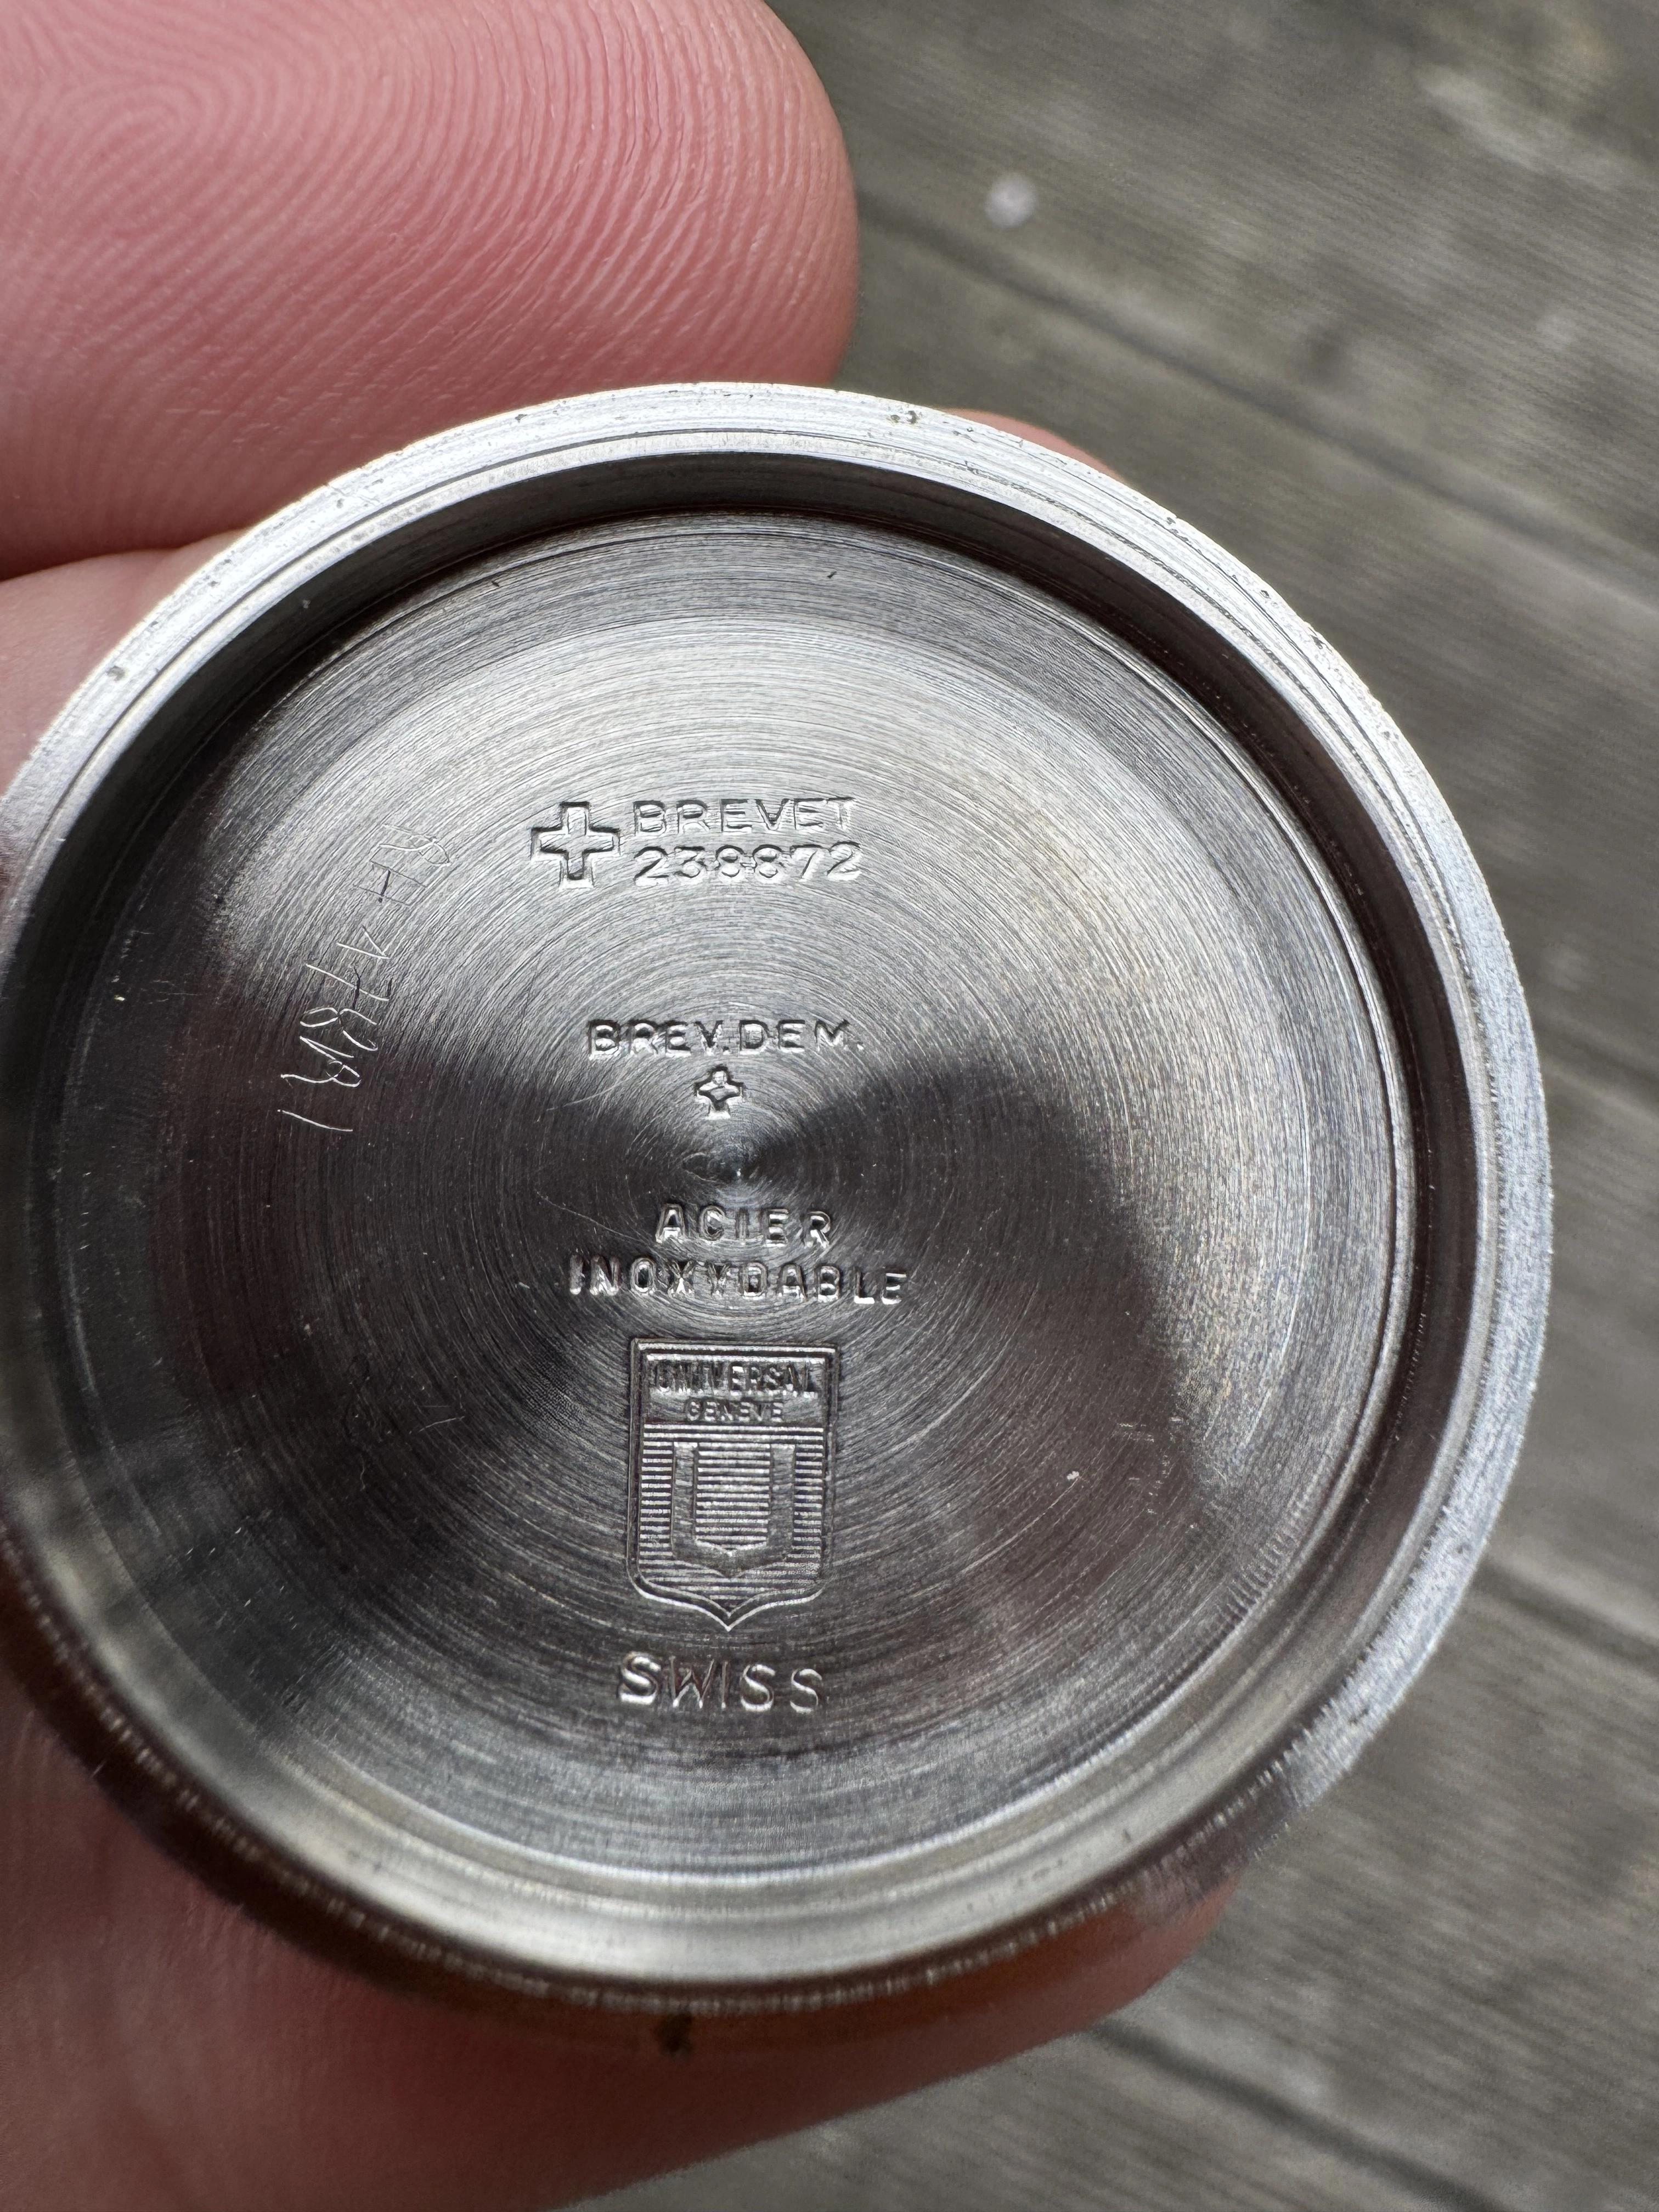 BREVET
238872
BREV. DEM.
ACIER
INOXYDABLE
UNIVERSAL
GENEVE
SWISS